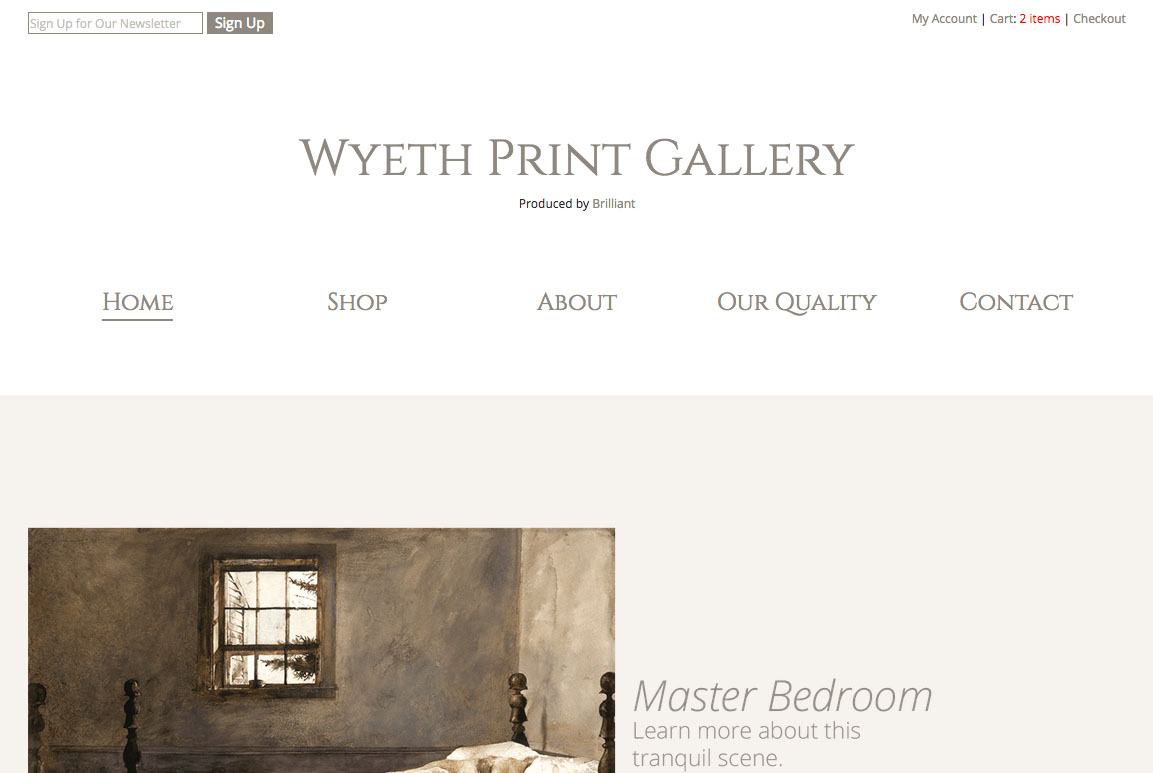 Sign Up for Our Newsletter Sign Up
My Account | Cart: 2 items | Checkout
Wyeth Print Gallery
Produced by Brilliant
Home Shop About Our Quality Contact
Master Bedroom
Learn more about this
tranquil scene.